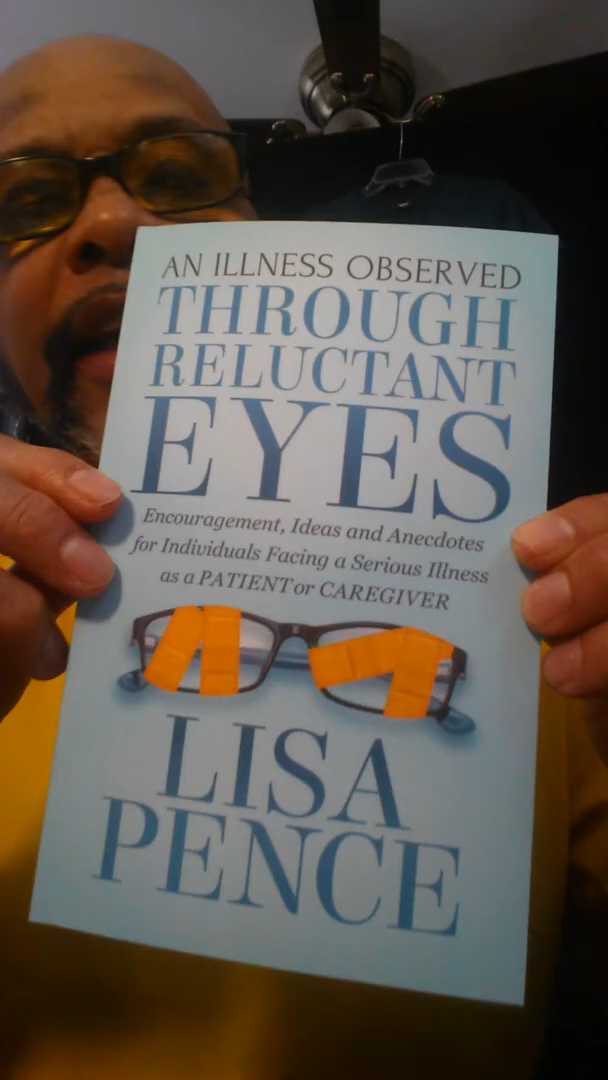 AN ILLNESS OBSERVED
THROUGH
RELUCTANT
EYES
Encouragement, Ideas and Anecdotes
for Individuals Facing a Serious Illness
as a PATIENT or CAREGIVER
LISA
PENCE